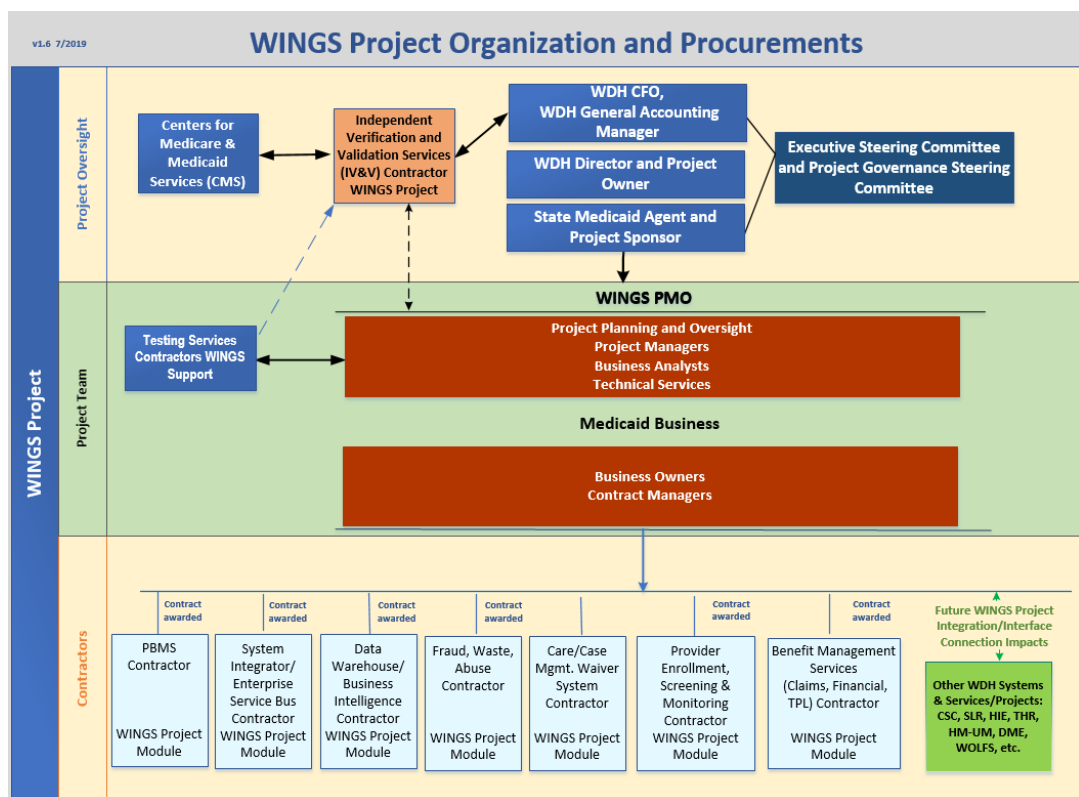 v1.6 7/2019
WINGS Project Organization and Procurements
WINGS Project
Project Oversight
Centers for
Medicare &
Medicaid
Services (CMS)
Independent
Verification and
Validation Services
(IV&V) Contractor
WINGS Project
WDH CFO,
WDH General Accounting
Manager
WDH Director and Project
Owner
State Medicaid Agent and
Project Sponsor
Executive Steering Committee
and Project Governance Steering
Committee
Project Team
WINGS PMO
Testing Services
Contractors WINGS
Support
Project Planning and Oversight
Project Managers
Business Analysts
Technical Services
Medicaid Business
Business Owners
Contract Managers
Contractors
Contract
awarded
PBMS
Contractor
WINGS Project
Module
Contract
awarded
System
Integrator/
Enterprise
Service Bus
Contractor
WINGS Project
Module
Contract
awarded
Data
Warehouse/
Business
Intelligence
Contractor
WINGS Project
Module
Contract
awarded
Fraud, Waste,
Abuse
Contractor
WINGS Project
Module
Care/Case
Mgmt. Waiver
System
Contractor
WINGS Project
Module
Contract
awarded
Provider
Enrollment,
Screening &
Monitoring
Contractor
WINGS Project
Module
Contract
awarded
Benefit Management
Services
(Claims, Financial,
TPL) Contractor
WINGS Project
Module
Future WINGS Project
Integration/Interface
Connection Impacts
Other WDH Systems
& Services/Projects:
CSC, SLR, HIE, THR,
HM-UM, DME,
WOLFS, etc.